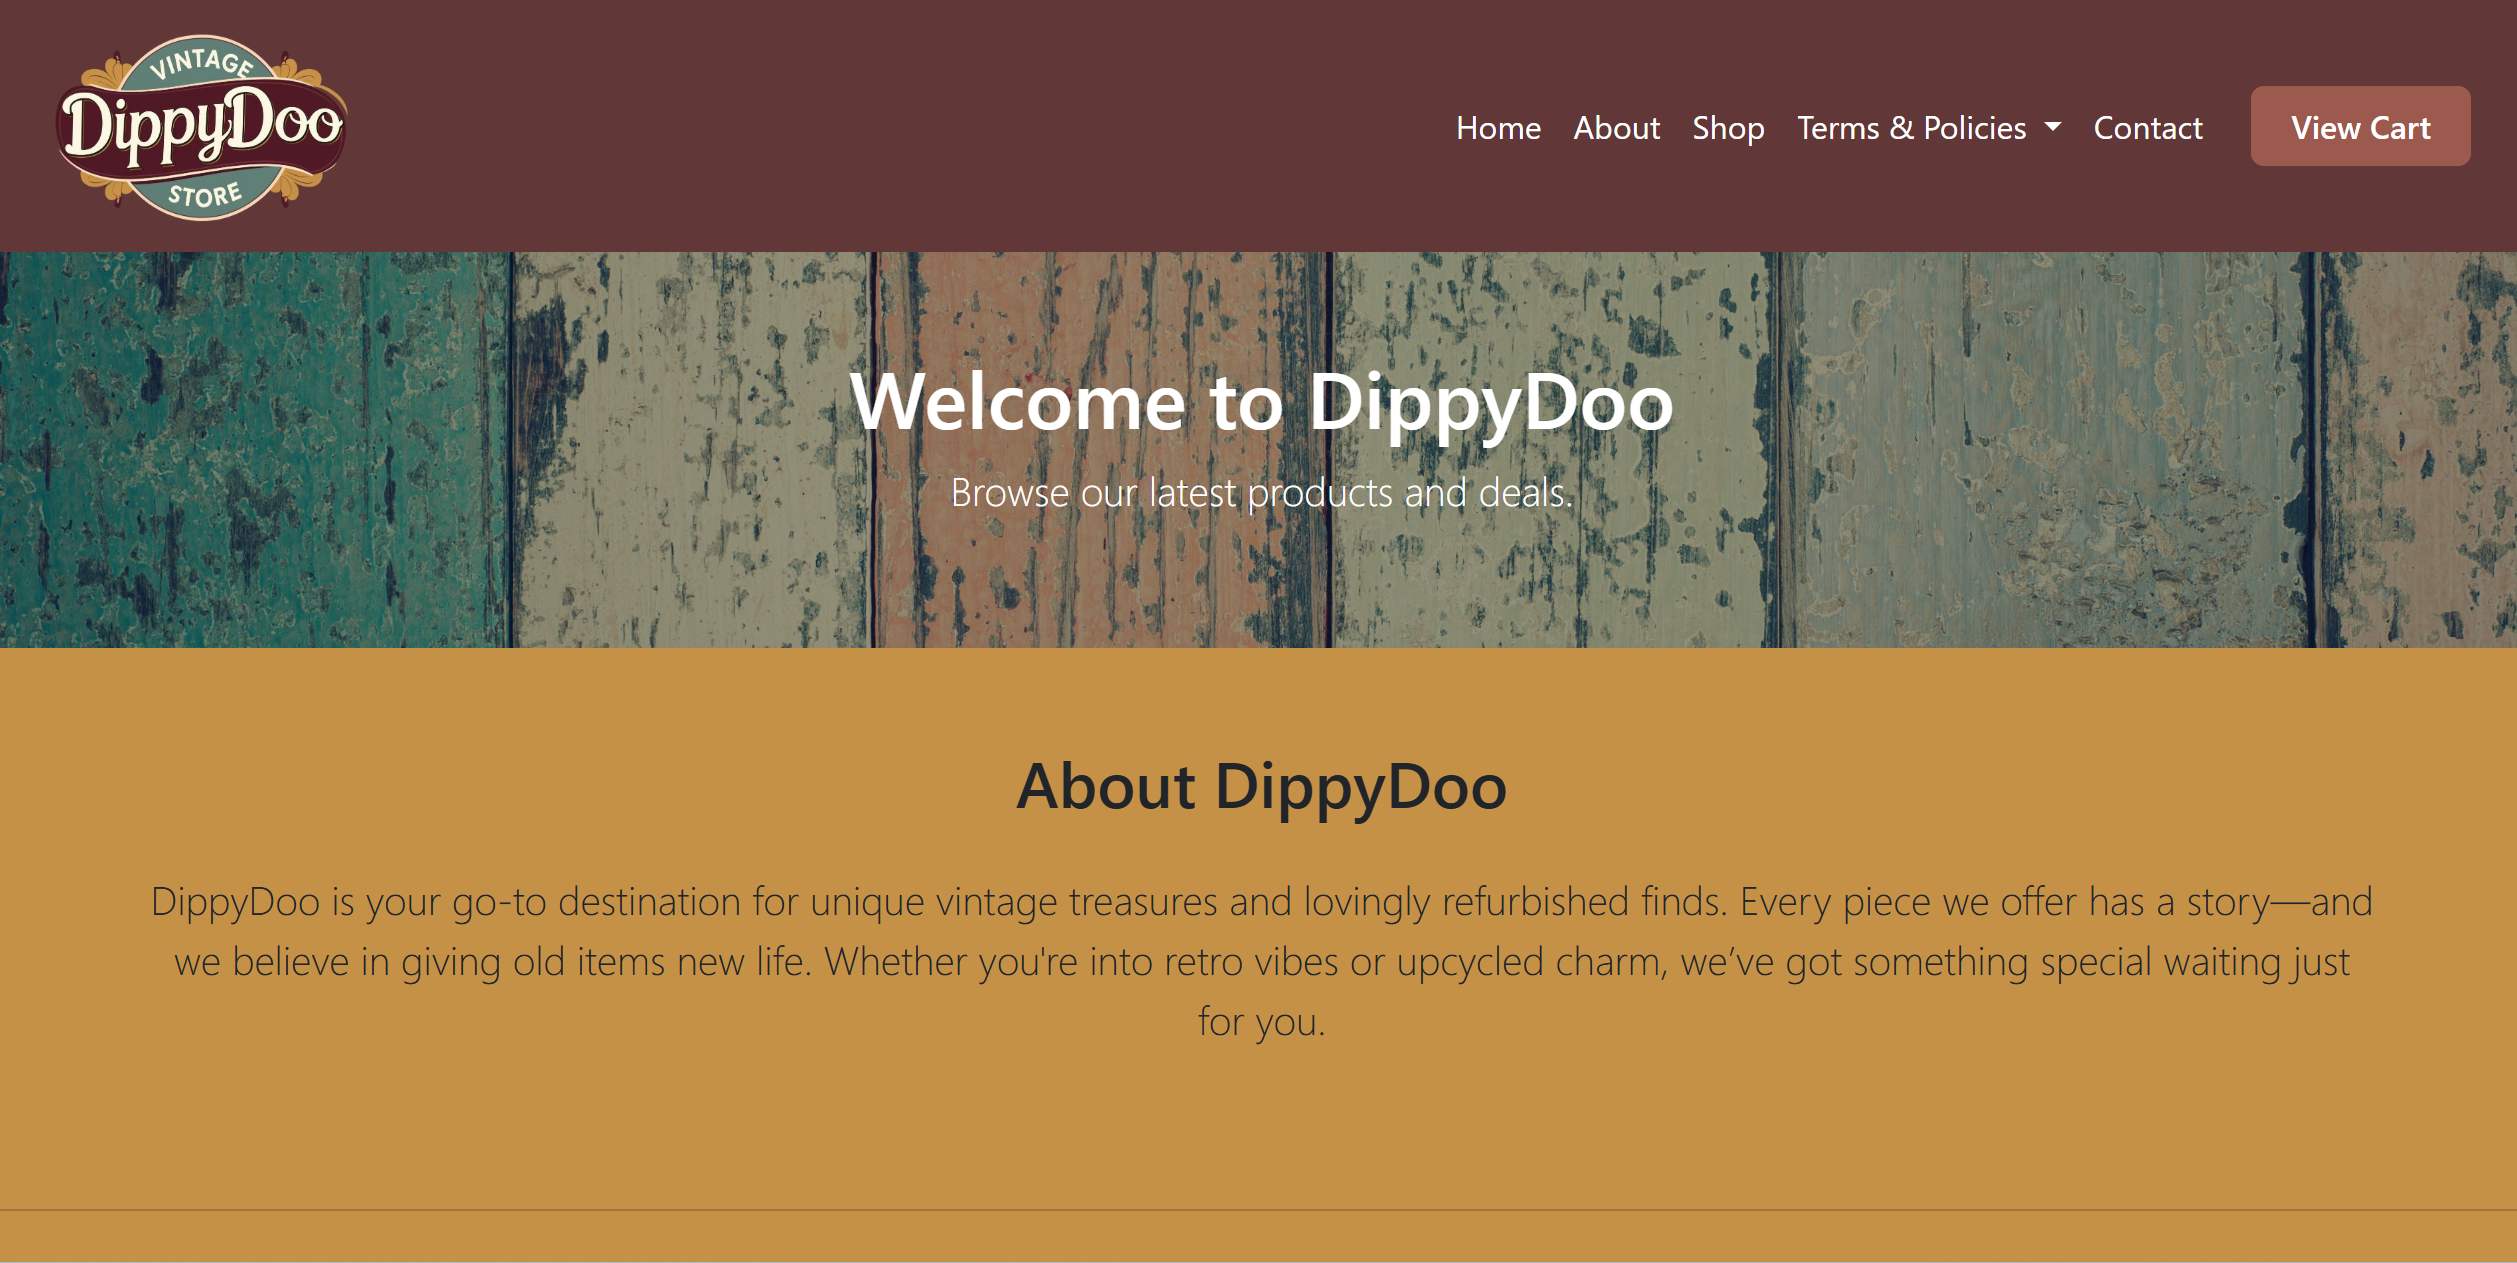 VINTAGE
DippyDoo
STORE
Home About Shop Terms & Policies Contact View Cart
Welcome to DippyDoo
Browse our latest products and deals.
About DippyDoo
DippyDoo is your go-to destination for unique vintage treasures and lovingly refurbished finds. Every piece we offer has a story—and
we believe in giving old items new life. Whether you're into retro vibes or upcycled charm, we’ve got something special waiting just
for you.